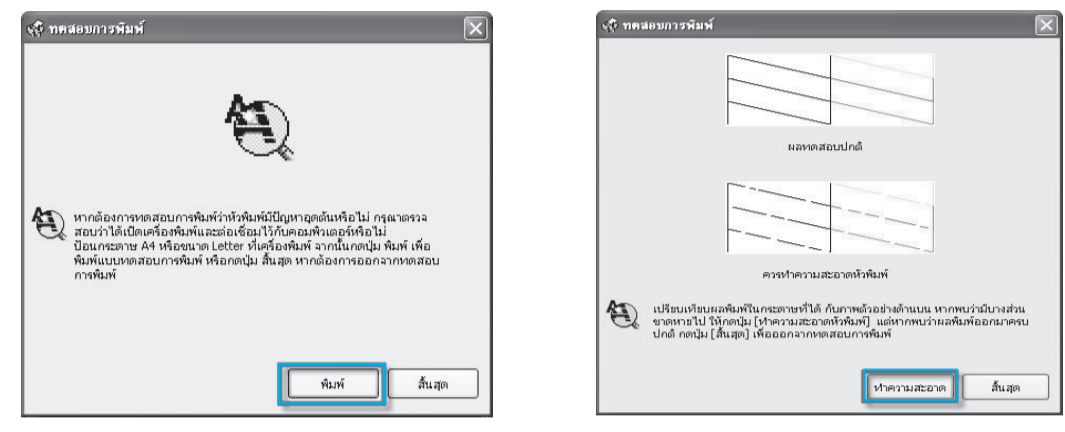 ทดสอบการพิมพ์
หากต้องการทดสอบการพิมพ์ว่าหัวพิมพ์มีปัญหาอุดตันหรือไม่ กรุณาตรวจ
สอบว่าได้เปิดเครื่องพิมพ์และต่อเชื่อมไว้กับคอมพิวเตอร์หรือไม่
ป้อนกระดาษ A4 หรือขนาด Letter ที่เครื่องพิมพ์ จากนั้นกดปุ่ม พิมพ์ เพื่อ
พิมพ์แบบทดสอบการพิมพ์ หรือกดปุ่ม สิ้นสุด หากต้องการออกจากทดสอบ
การพิมพ์
พิมพ์
สิ้นสุด
ทดสอบการพิมพ์
ผลทดสอบปกติ
ควรทำความสะอาดหัวพิมพ์
เปรียบเทียบผลพิมพ์ในกระดาษที่ได้ กับภาพตัวอย่างด้านบน หากพบว่ามีบางส่วน
ขาดหายไป ให้กดปุ่ม [ทำความสะอาดหัวพิมพ์] แต่หากพบว่าผลพิมพ์ออกมาครบ
ปกติ กดปุ่ม [สิ้นสุด] เพื่อออกจากทดสอบการพิมพ์
ทำความสะอาด
สิ้นสุด